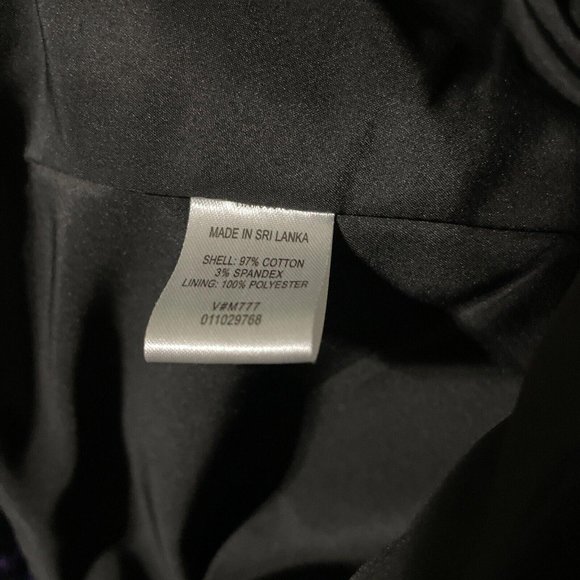 MADE IN SRI LANKA
SHELL: 97% COTTON
3% SPANDEX
LINING: 100% POLYESTER
V#M777
011029768